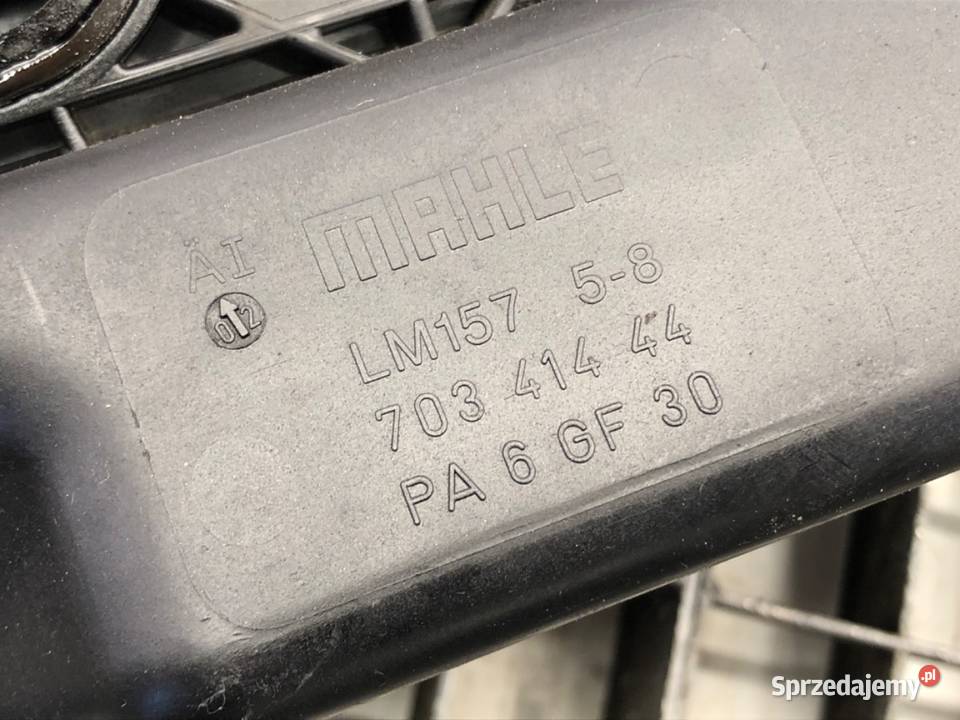 MAHLE
ÄI
012
LM157 5-8
703 414 44
PA 6 GF 30
Sprzedajemy.pl